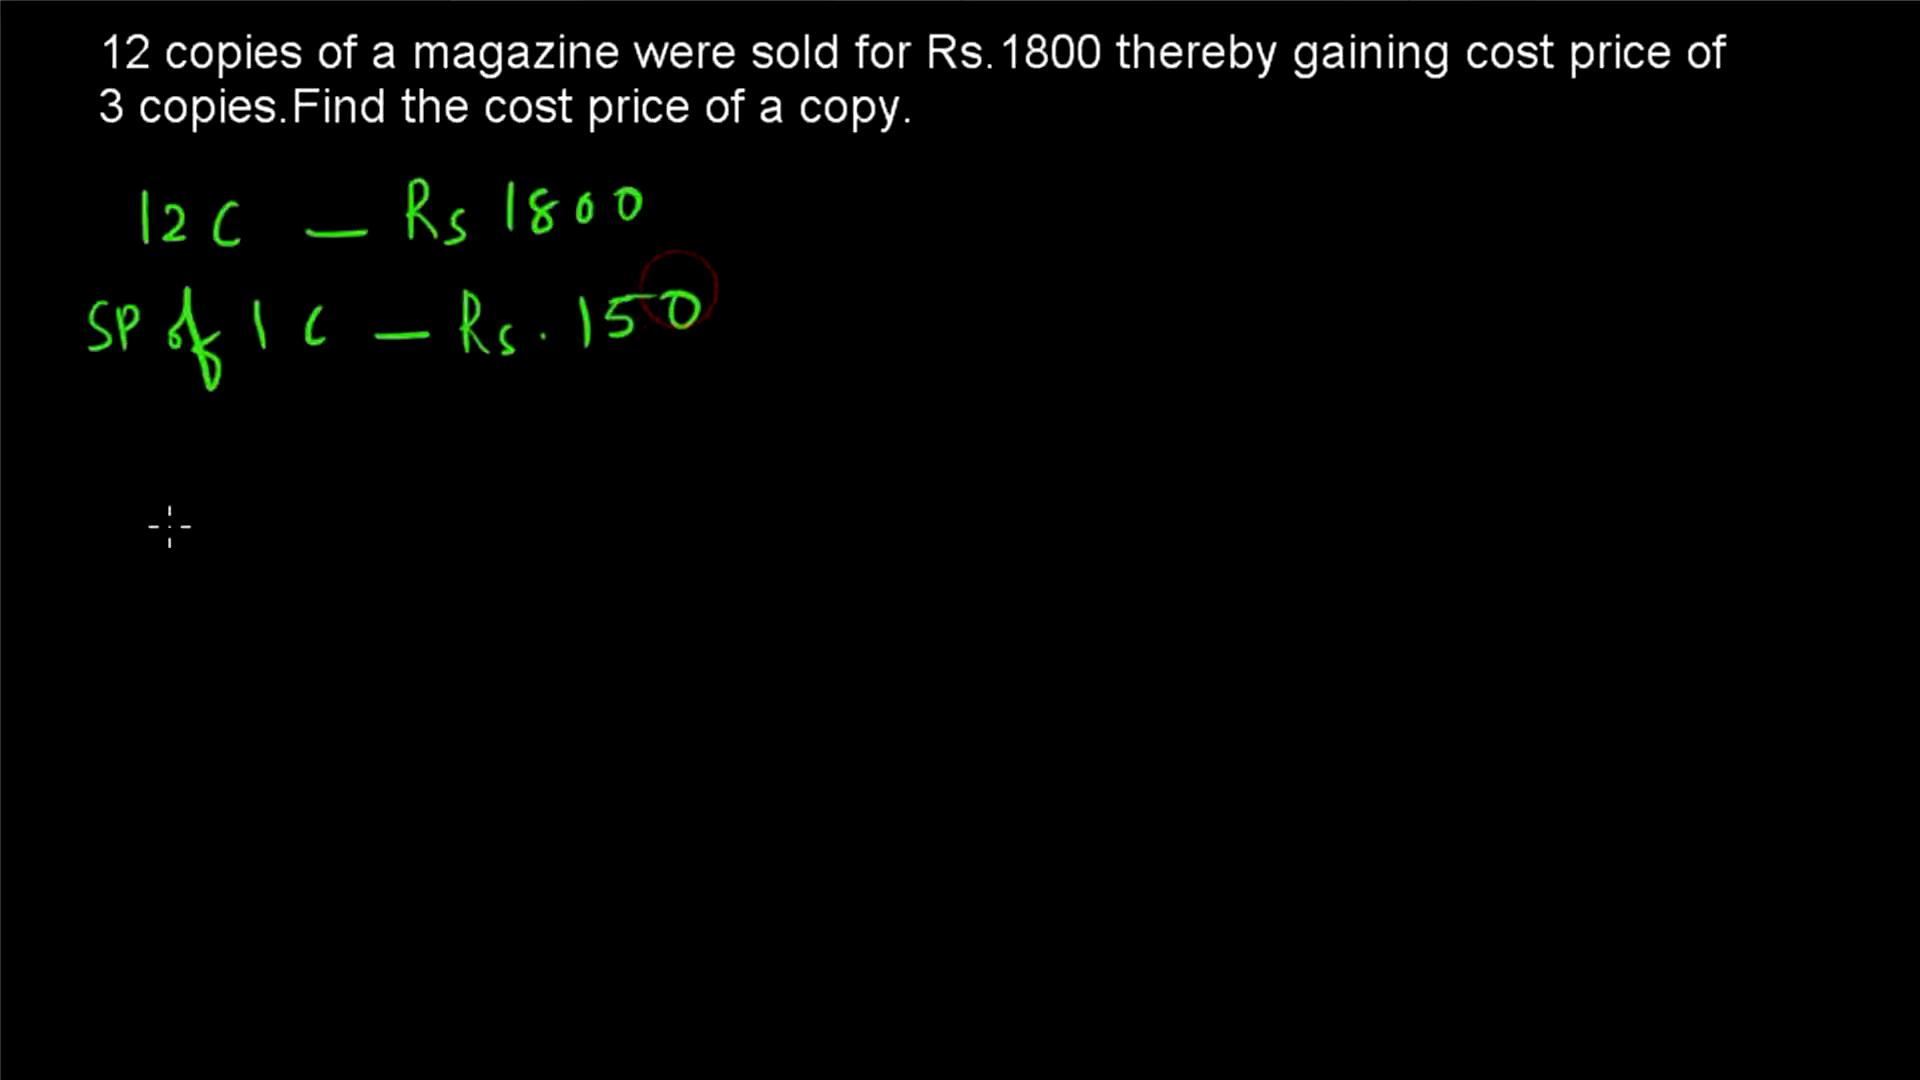 12 copies of a magazine were sold for Rs.1800 thereby gaining cost price of
3 copies.Find the cost price of a copy.
12 C — Rs 1800
SP of 1 C — Rs. 150